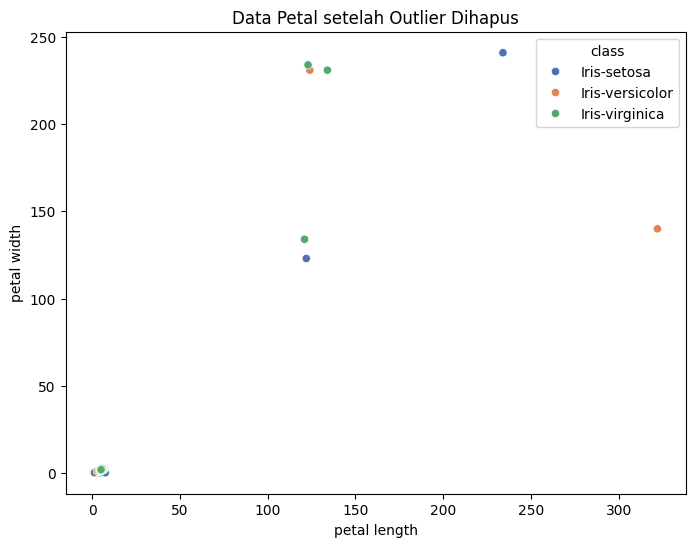 Data Petal setelah Outlier Dihapus
250
200
150
100
50
0
petal width
class
Iris-setosa
Iris-versicolor
Iris-virginica
0 50 100 150 200 250 300
petal length